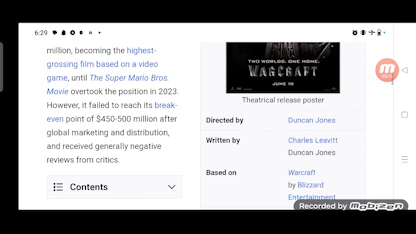 6:29
million, becoming the highest-
grossing film based on a video
game, until The Super Mario Bros.
Movie overtook the position in 2023.
However, it failed to reach its break-
even point of $450-500 million after
global marketing and distribution,
and received generally negative
reviews from critics.
Contents
TWO WORLDS. ONE HOME.
WARCRAFT
JUNE 10
Theatrical release poster
Directed by Duncan Jones
Written by Charles Leavitt
Duncan Jones
Based on Warcraft
by Blizzard
Entertainment
Recorded by
MOBIZEN